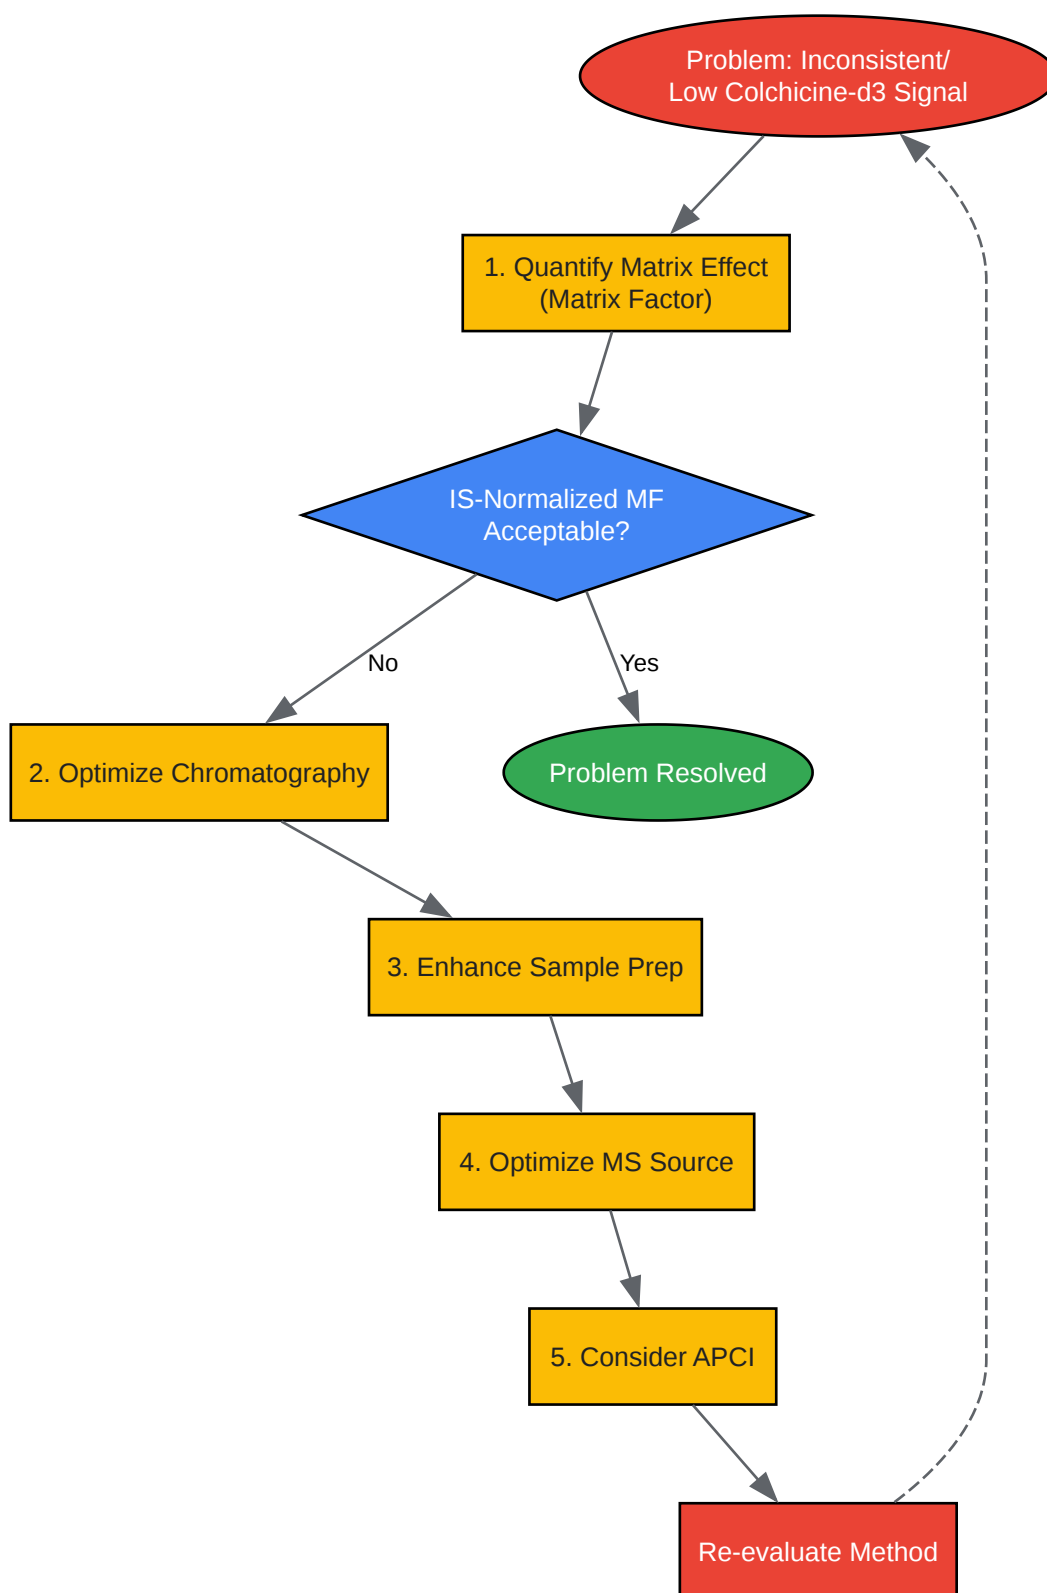 Problem: Inconsistent/
Low Colchicine-d3 Signal
1. Quantify Matrix Effect
(Matrix Factor)
IS-Normalized MF
Acceptable?
No
Yes
2. Optimize Chromatography
Problem Resolved
3. Enhance Sample Prep
4. Optimize MS Source
5. Consider APCI
Re-evaluate Method